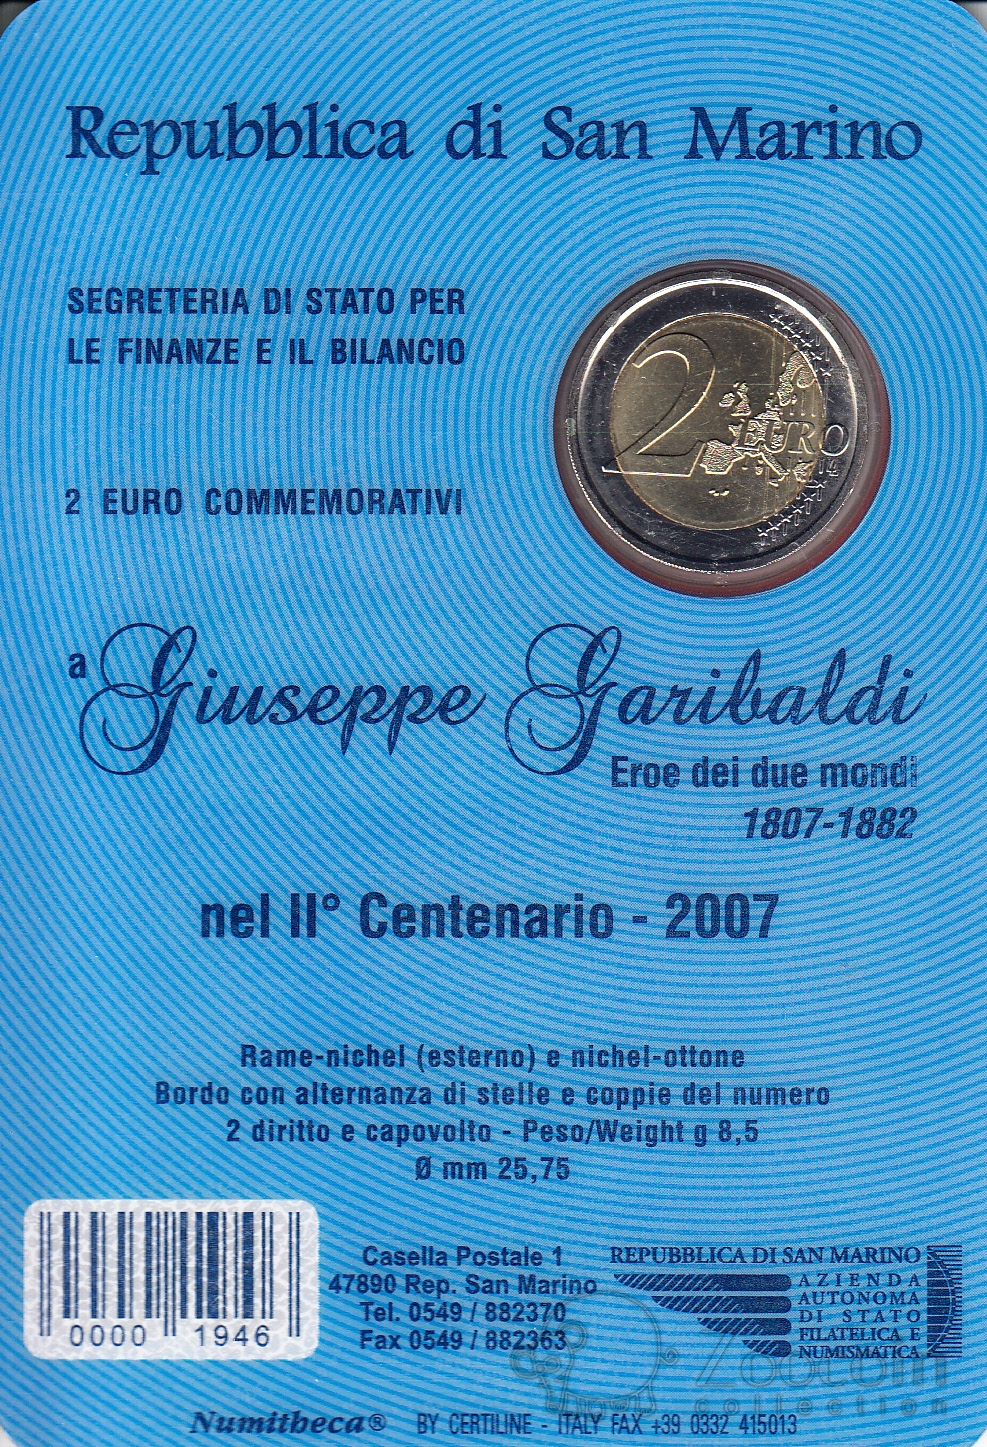 Repubblica di San Marino
SEGRETERIA DI STATO PER
LE FINANZE E IL BILANCIO
2 EURO
2 EURO COMMEMORATIVI
a Giuseppe Garibaldi
Eroe dei due mondi
1807-1882
nel II° Centenario - 2007
Rame-nichel (esterno) e nichel-ottone
Bordo con alternanza di stelle e coppie del numero
2 diritto e capovolto - Peso/Weight g 8,5
Ø mm 25,75
0000 1946
Casella Postale 1
47890 Rep. San Marino
Tel. 0549 / 882370
Fax 0549 / 882363
REPUBBLICA DI SAN MARINO
AZIENDA
AUTONOMA
DI STATO
FILATELICA E
NUMISMATICA
Zoocom
collection
Numitheca® BY CERTILINE - ITALY FAX +39 0332 415013